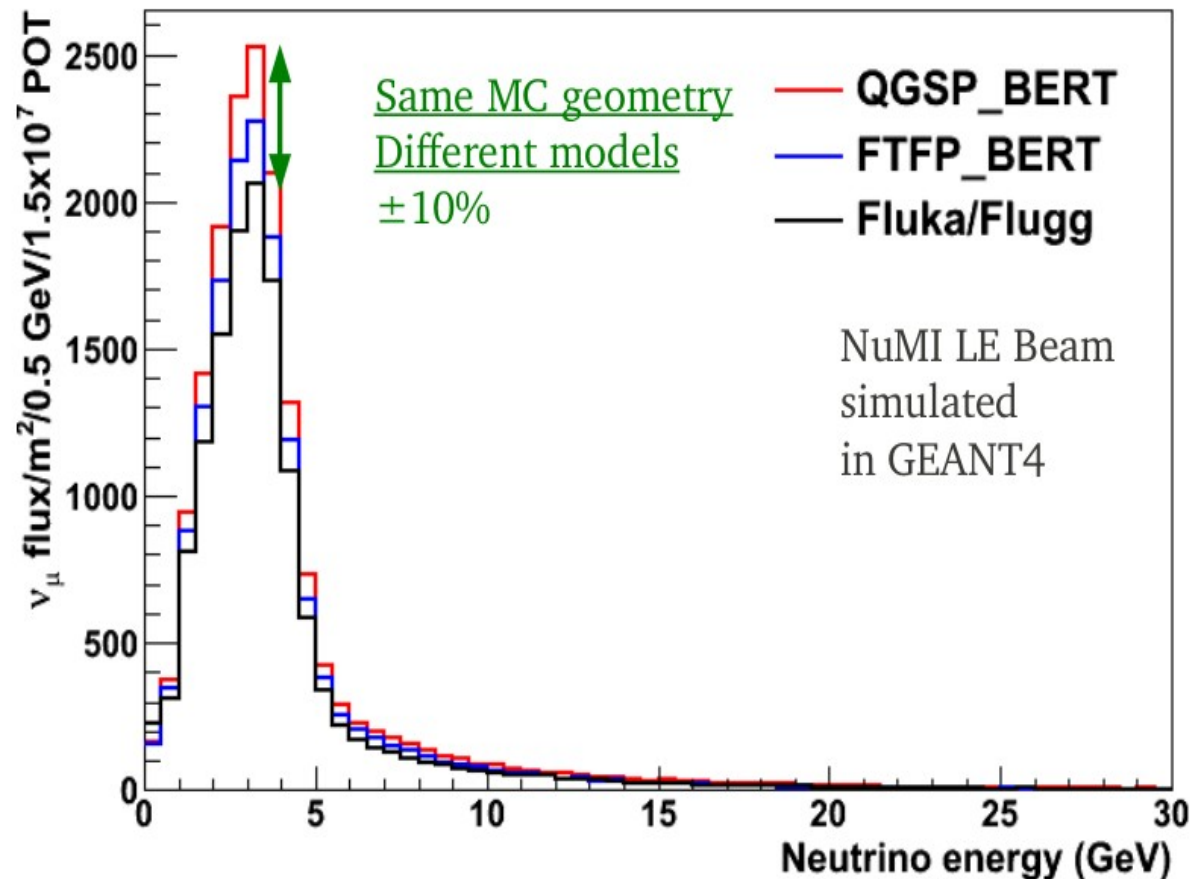 ν_μ flux/m²/0.5 GeV/1.5x10⁷ POT
2500
2000
1500
1000
500
0
Same MC geometry
Different models
±10%
QGSP_BERT
FTFP_BERT
Fluka/Flugg
NuMI LE Beam
simulated
in GEANT4
0 5 10 15 20 25 30
Neutrino energy (GeV)